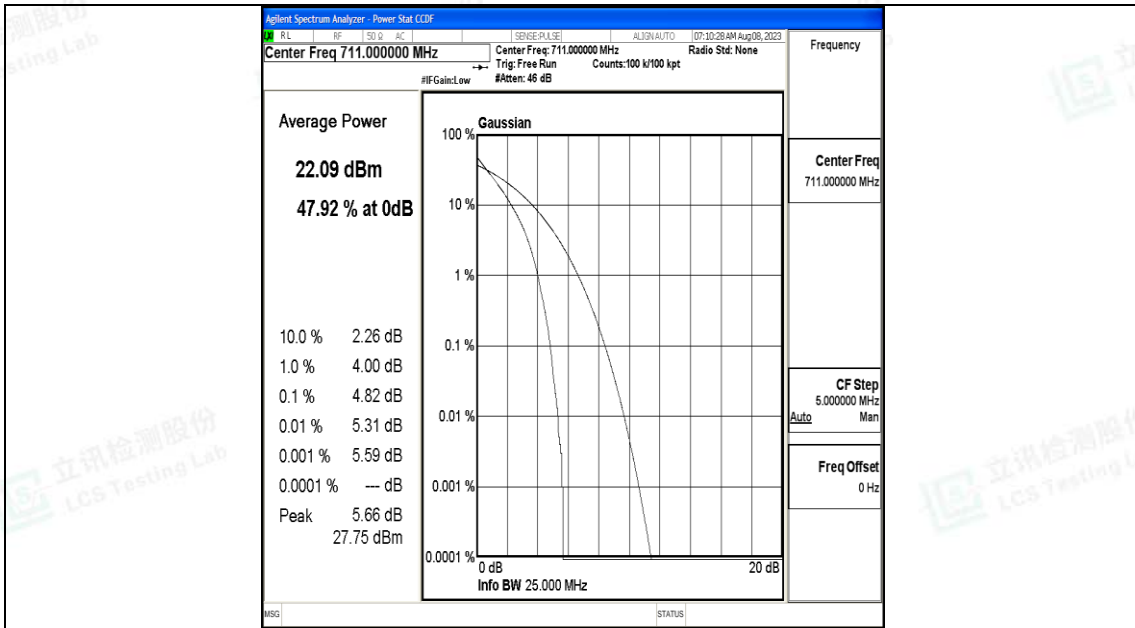 Agilent Spectrum Analyzer - Power Stat CCDF
RL RF 50 Ω AC SENSE:PULSE ALIGN AUTO 07:10:28 AM Aug 08, 2023
Center Freq 711.000000 MHz
Center Freq: 711.000000 MHz Radio Std: None
Trig: Free Run Counts:100 k/100 kpt
#IFGain:Low #Atten: 46 dB
Frequency
Average Power
22.09 dBm
47.92 % at 0dB
10.0 % 2.26 dB
1.0 % 4.00 dB
0.1 % 4.82 dB
0.01 % 5.31 dB
0.001 % 5.59 dB
0.0001 % --- dB
Peak 5.66 dB
27.75 dBm
Gaussian
100 %
10 %
1 %
0.1 %
0.01 %
0.001 %
0.0001 %
0 dB 20 dB
Info BW 25.000 MHz
Center Freq
711.000000 MHz
CF Step
5.000000 MHz
Auto Man
Freq Offset
0 Hz
MSG STATUS
立讯检测股份
LCS Testing Lab